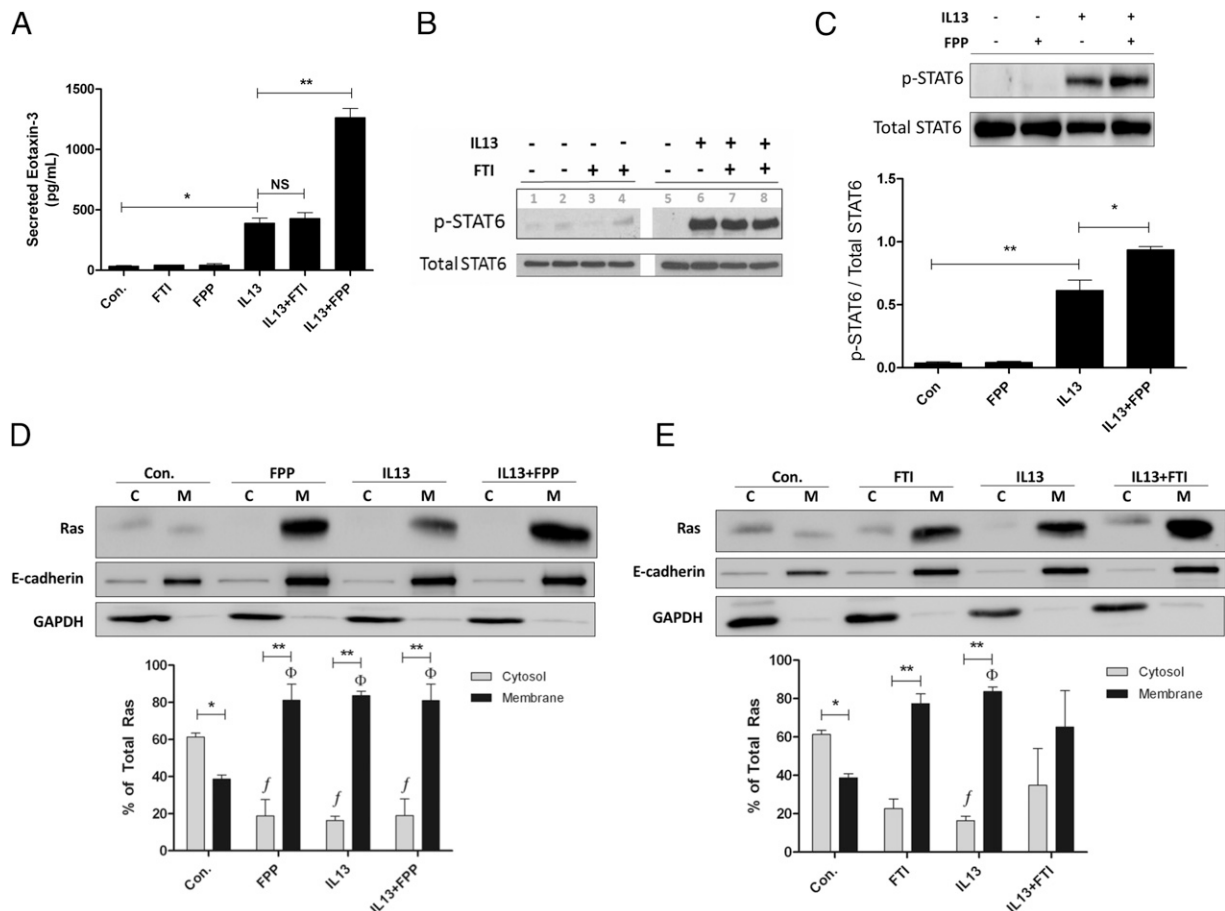 A
Secreted Eotaxin-3
(pg/mL)
1500
1000
500
0
*
NS
**
Con.
FTI
FPP
IL13
IL13+FTI
IL13+FPP
B
IL13 - - - - - + + +
FTI - - + + - - + +
1 2 3 4 5 6 7 8
p-STAT6
Total STAT6
C
IL13 - - + +
FPP - + - +
p-STAT6
Total STAT6
p-STAT6 / Total STAT6
1.5
1.0
0.5
0.0
**
*
Con
FPP
IL13
IL13+FPP
D
Con. FPP IL13 IL13+FPP
C M C M C M C M
Ras
E-cadherin
GAPDH
% of Total Ras
100
80
60
40
20
0
* ** ** **
Φ Φ Φ
f f f
Cytosol
Membrane
Con.
FPP
IL13
IL13+FPP
E
Con. FTI IL13 IL13+FTI
C M C M C M C M
Ras
E-cadherin
GAPDH
% of Total Ras
100
80
60
40
20
0
* ** **
Φ
f
Cytosol
Membrane
Con.
FTI
IL13
IL13+FTI